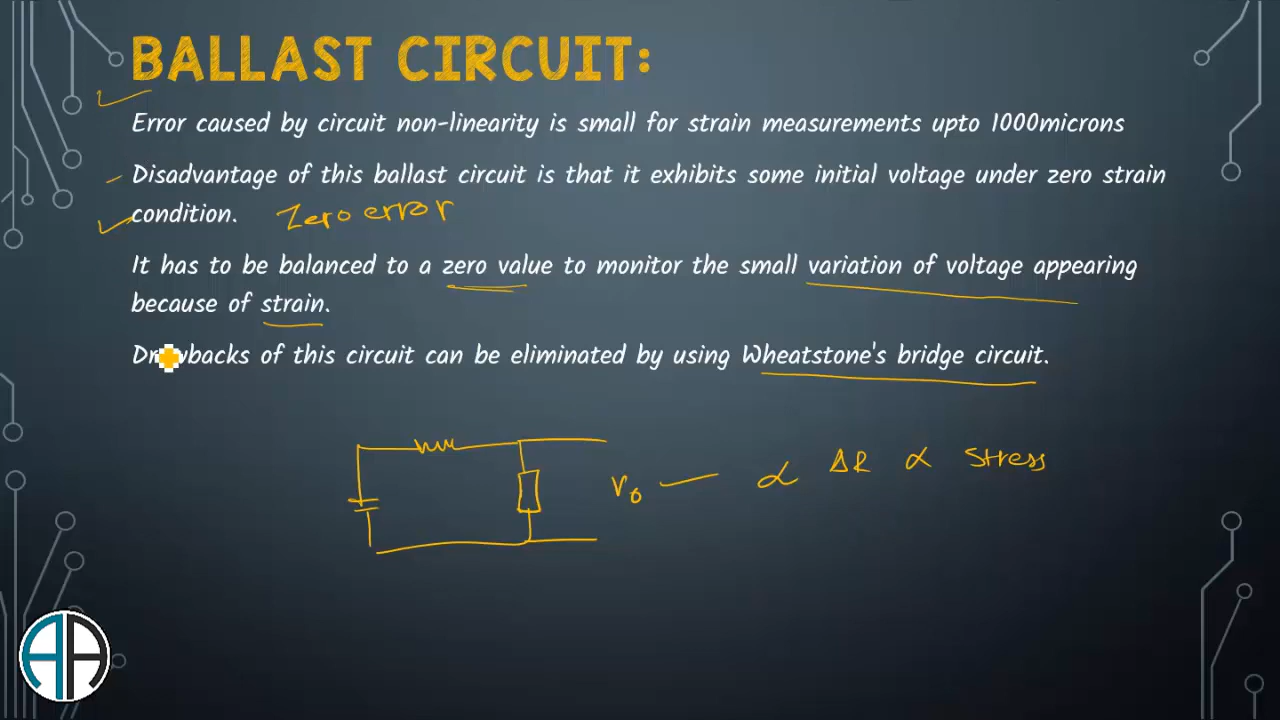 BALLAST CIRCUIT:
Error caused by circuit non-linearity is small for strain measurements upto 1000microns
Disadvantage of this ballast circuit is that it exhibits some initial voltage under zero strain
condition. Zero error
It has to be balanced to a zero value to monitor the small variation of voltage appearing
because of strain.
Drawbacks of this circuit can be eliminated by using Wheatstone's bridge circuit.
V₀ — ∝ ΔR ∝ Stress
AA